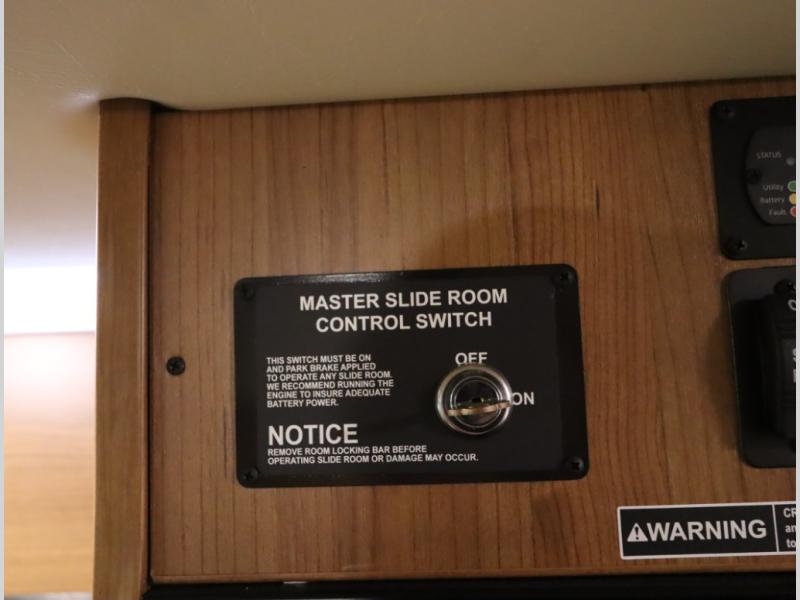 MASTER SLIDE ROOM
CONTROL SWITCH
THIS SWITCH MUST BE ON
AND PARK BRAKE APPLIED
TO OPERATE ANY SLIDE ROOM.
WE RECOMMEND RUNNING THE
ENGINE TO INSURE ADEQUATE
BATTERY POWER.
OFF
ON
NOTICE
REMOVE ROOM LOCKING BAR BEFORE
OPERATING SLIDE ROOM OR DAMAGE MAY OCCUR.
STATUS
Utility
Battery
Fault
WARNING